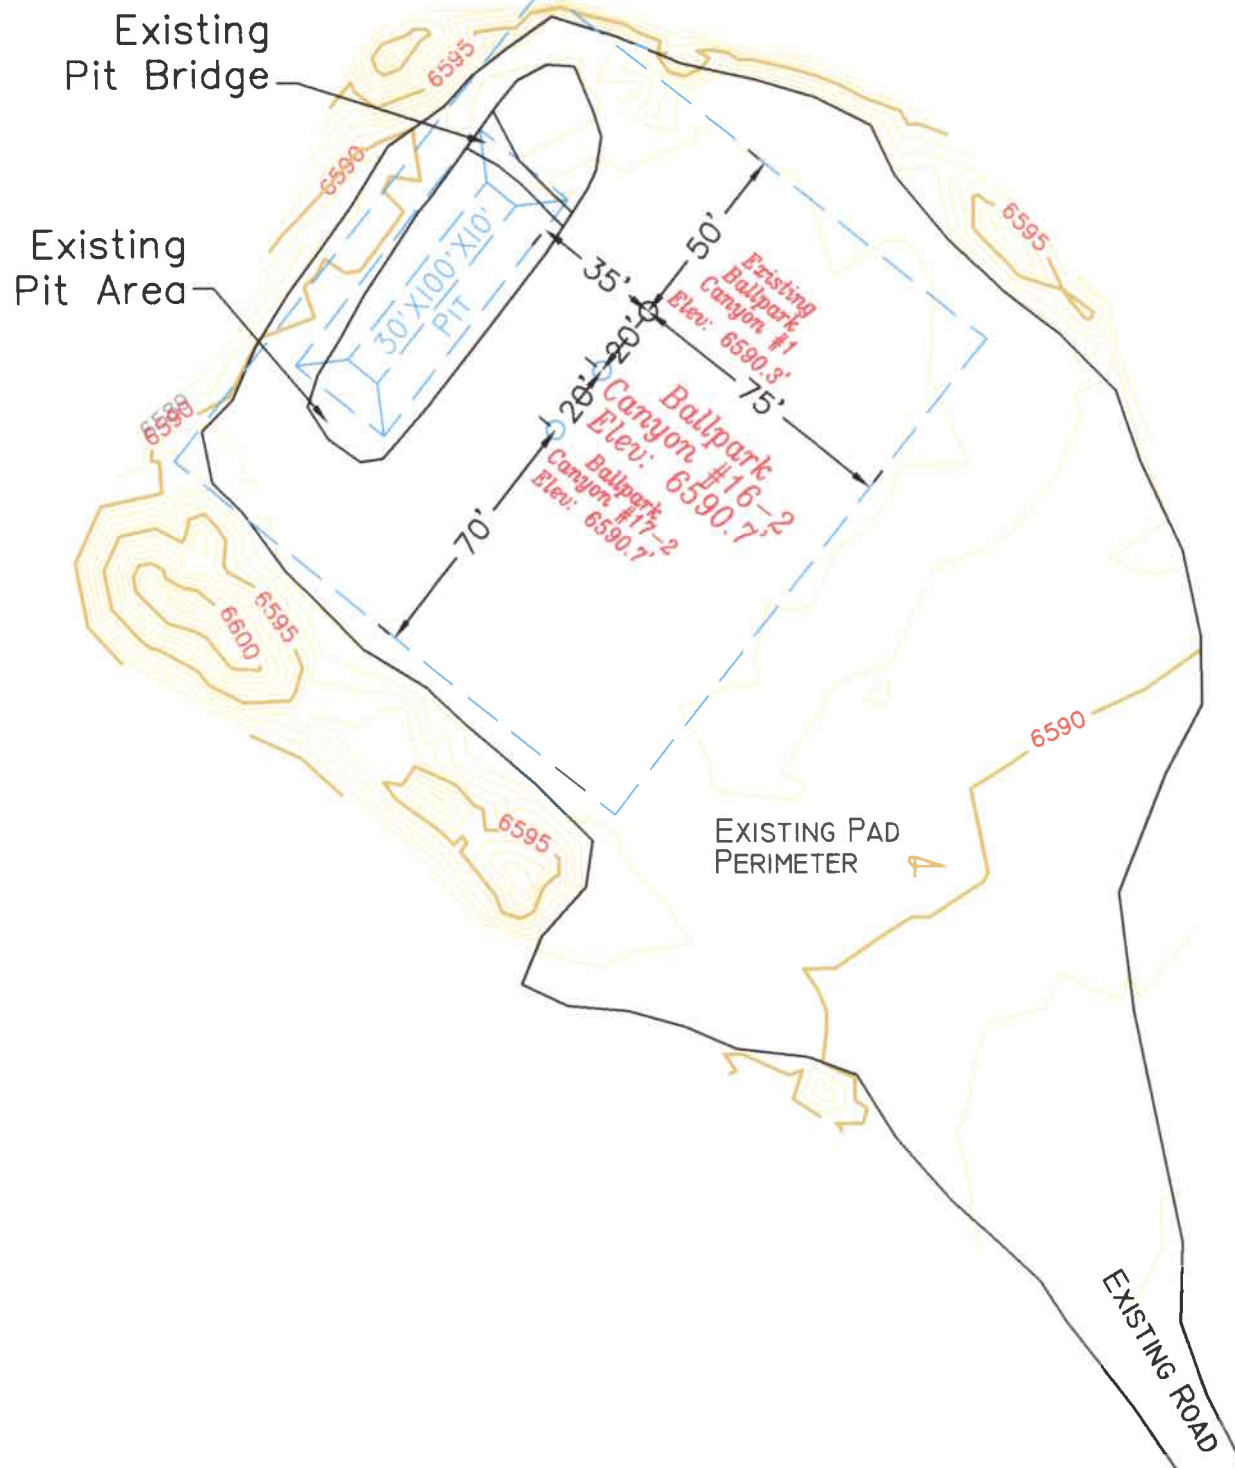 Existing
Pit Bridge
6595
6590
Existing
Pit Area
30'X100'X10'
PIT
50'
35'
20'
20'
75'
70'
Existing
Ballpark
Canyon #1
Elev: 6590.3'
Ballpark
Canyon #16-2
Elev: 6590.7'
Ballpark
Canyon #17-2
Elev: 6590.7'
6595
6590
6595
6600
6595
6590
EXISTING PAD
PERIMETER
EXISTING ROAD